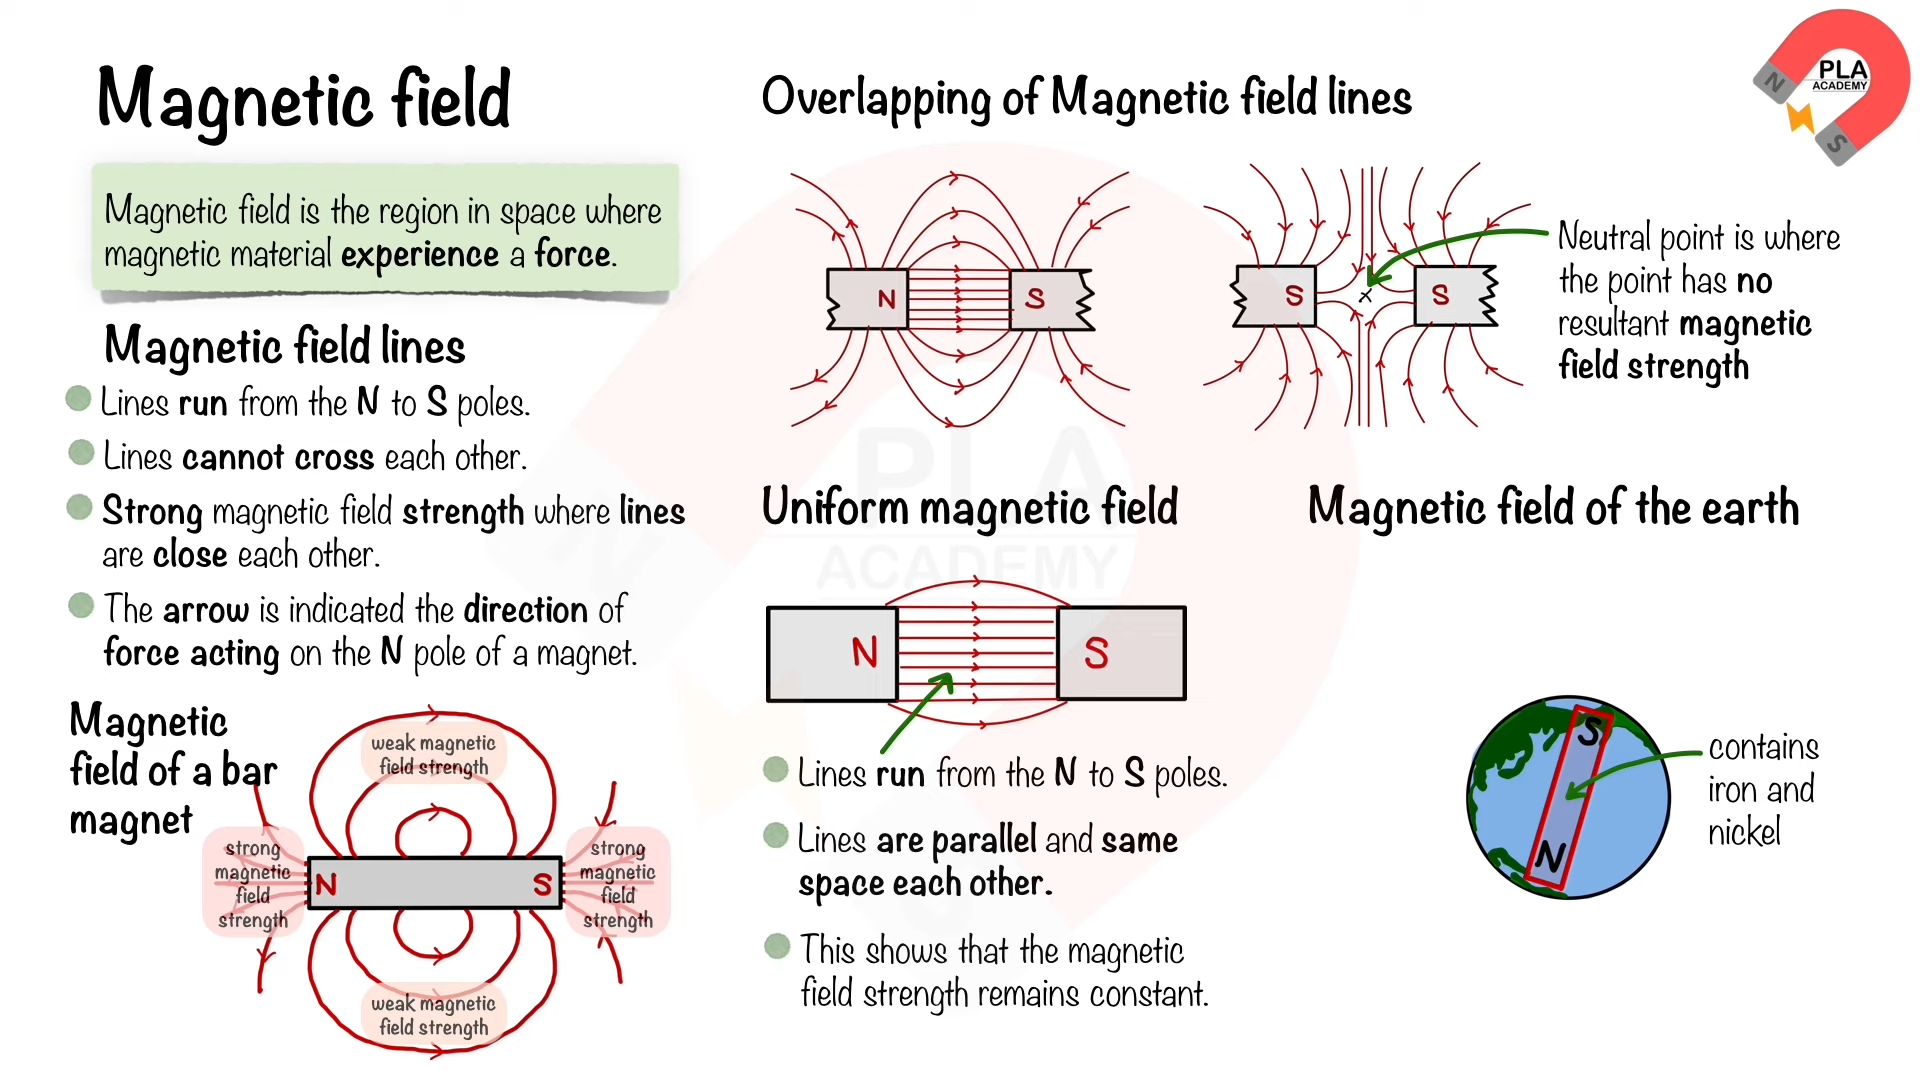 Magnetic field
Magnetic field is the region in space where
magnetic material experience a force.
Magnetic field lines
Lines run from the N to S poles.
Lines cannot cross each other.
Strong magnetic field strength where lines
are close each other.
The arrow is indicated the direction of
force acting on the N pole of a magnet.
Magnetic
field of a bar
magnet
weak magnetic
field strength
strong
magnetic
field
strength
N
S
strong
magnetic
field
strength
weak magnetic
field strength
Overlapping of Magnetic field lines
N
S
S
x
S
Neutral point is where
the point has no
resultant magnetic
field strength
Uniform magnetic field
N
S
Lines run from the N to S poles.
Lines are parallel and same
space each other.
This shows that the magnetic
field strength remains constant.
Magnetic field of the earth
S
N
contains
iron and
nickel
PLA
ACADEMY
N
S
PLA
ACADEMY
N
S